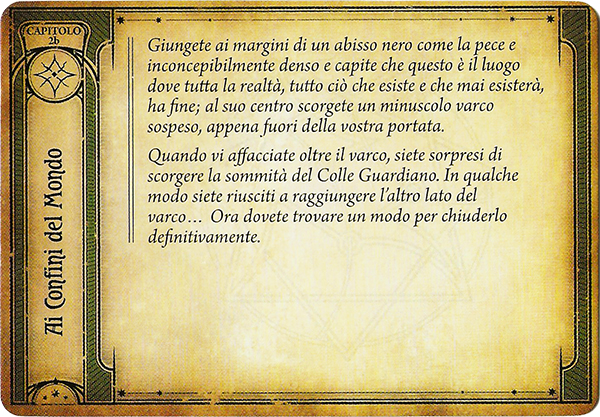 CAPITOLO
2b
Ai Confini del Mondo
Giungete ai margini di un abisso nero come la pece e
inconcepibilmente denso e capite che questo è il luogo
dove tutta la realtà, tutto ciò che esiste e che mai esisterà,
ha fine; al suo centro scorgete un minuscolo varco
sospeso, appena fuori della vostra portata.
Quando vi affacciate oltre il varco, siete sorpresi di
scorgere la sommità del Colle Guardiano. In qualche
modo siete riusciti a raggiungere l'altro lato del
varco… Ora dovete trovare un modo per chiuderlo
definitivamente.